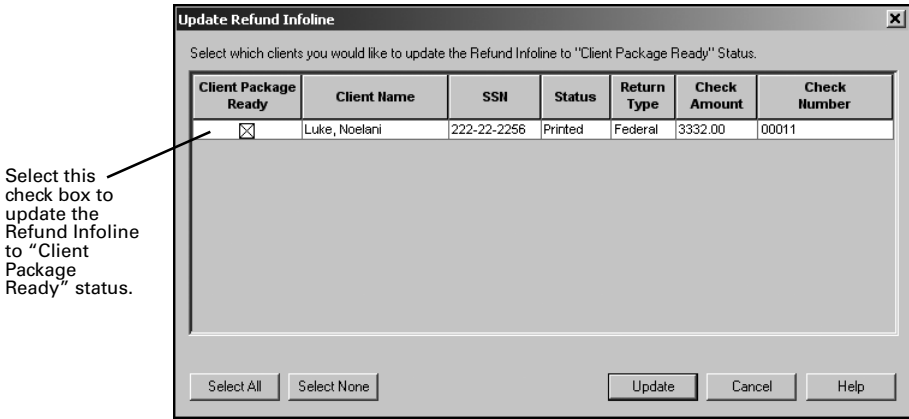 Update Refund Infoline
Select which clients you would like to update the Refund Infoline to "Client Package Ready" Status.
Client Package Ready Client Name SSN Status Return Type Check Amount Check Number
Luke, Noelani 222-22-2256 Printed Federal 3332.00 00011
Select this
check box to
update the
Refund Infoline
to “Client
Package
Ready” status.
Select All Select None Update Cancel Help